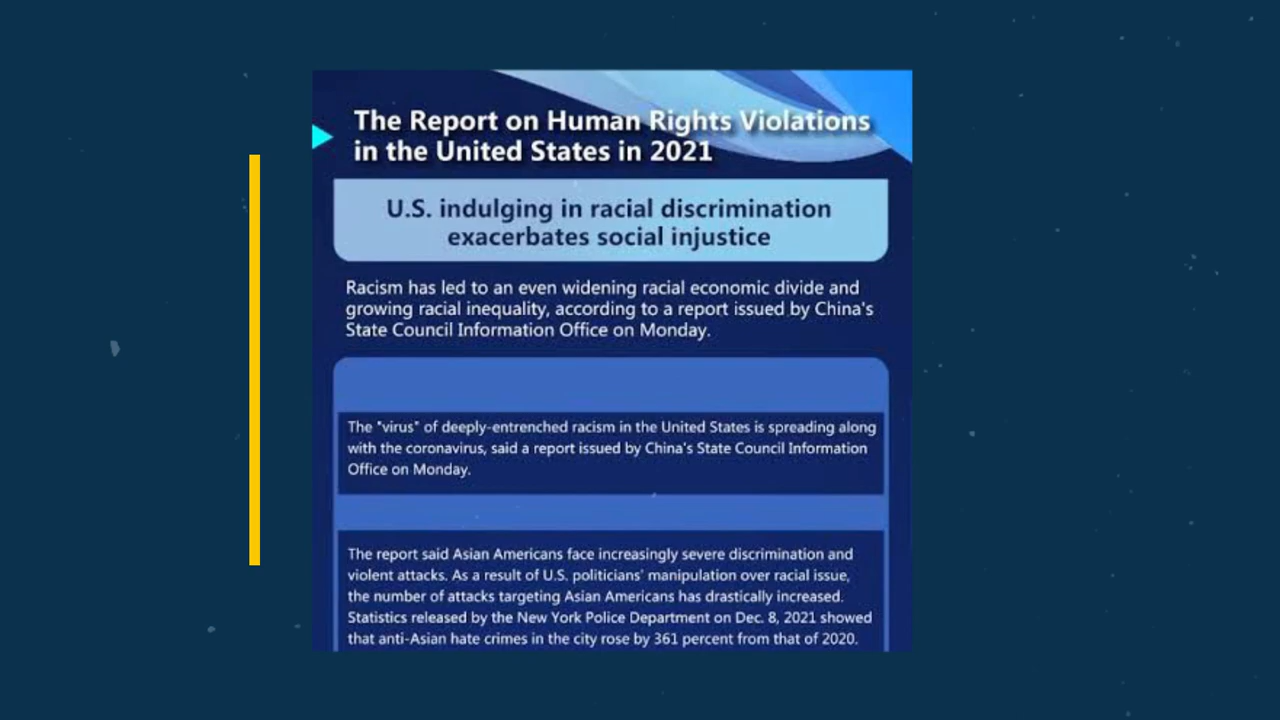 The Report on Human Rights Violations
in the United States in 2021
U.S. indulging in racial discrimination
exacerbates social injustice
Racism has led to an even widening racial economic divide and
growing racial inequality, according to a report issued by China's
State Council Information Office on Monday.
The "virus" of deeply-entrenched racism in the United States is spreading along
with the coronavirus, said a report issued by China's State Council Information
Office on Monday.
The report said Asian Americans face increasingly severe discrimination and
violent attacks. As a result of U.S. politicians' manipulation over racial issue,
the number of attacks targeting Asian Americans has drastically increased.
Statistics released by the New York Police Department on Dec. 8, 2021 showed
that anti-Asian hate crimes in the city rose by 361 percent from that of 2020.